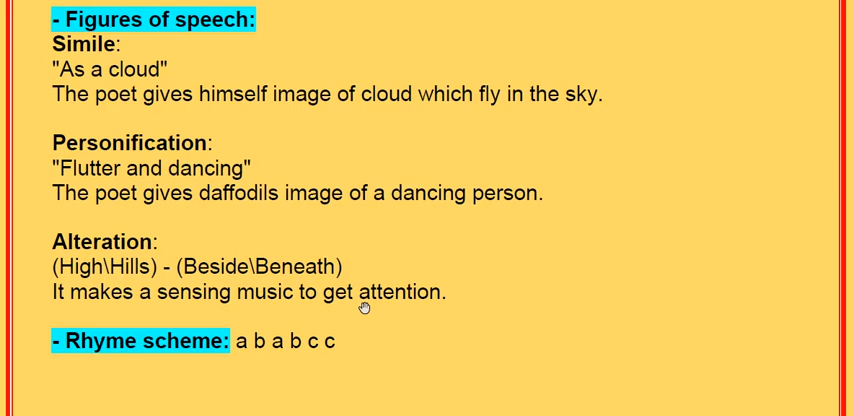 - Figures of speech:
Simile:
"As a cloud"
The poet gives himself image of cloud which fly in the sky.
Personification:
"Flutter and dancing"
The poet gives daffodils image of a dancing person.
Alteration:
(High\Hills) - (Beside\Beneath)
It makes a sensing music to get attention.
- Rhyme scheme: a b a b c c